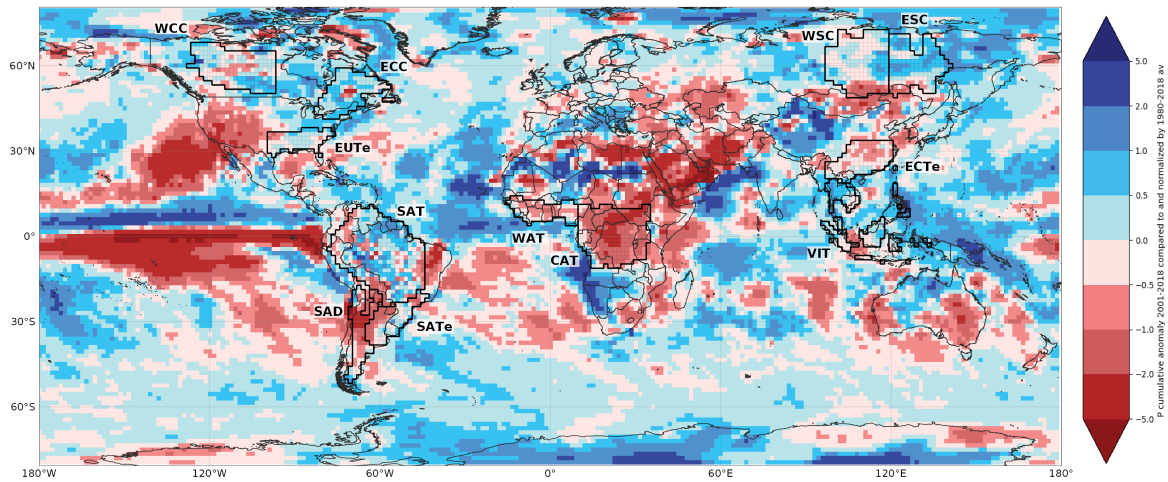 WCC
ESC
WSC
ECC
5.0
60°N
2.0
30°N
EUTe
1.0
ECTe
0.5
SAT
0.0
0°
WAT
CAT
VIT
−0.5
SAD
−1.0
30°S
SATe
−2.0
60°S
−5.0
180°W
120°W
60°W
0°
60°E
120°E
180°
P cumulative anomaly 2001-2018 compared to and normalized by 1980-2018 av